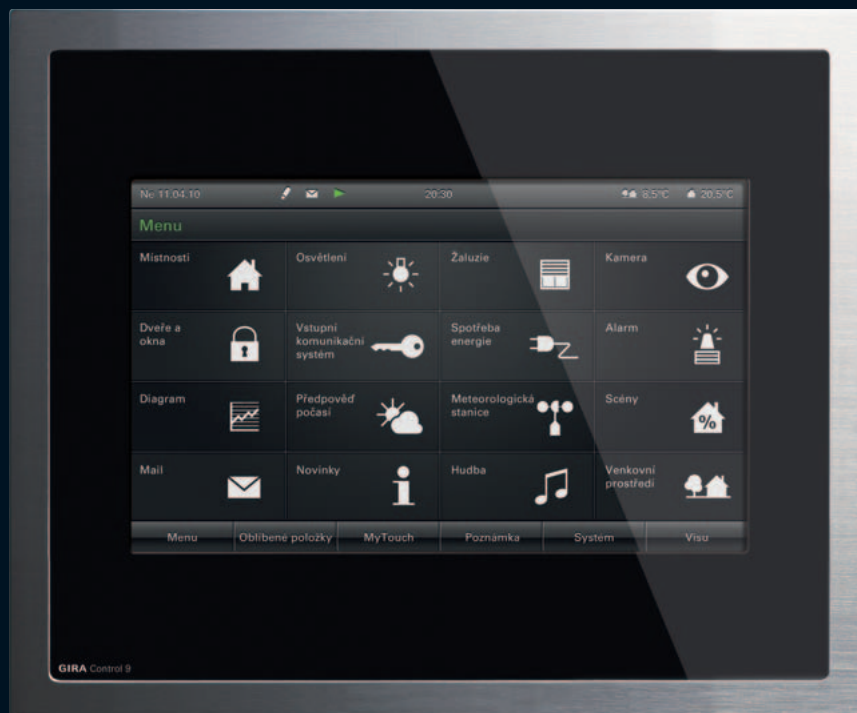 Ne 11.04.10 20:30 8.5°C 20.5°C
Menu
Místnosti Osvětlení Žaluzie Kamera
Dveře a
okna
Vstupní
komunikační
systém
Spotřeba
energie
Alarm
Diagram
Předpověď
počasí
Meteorologická
stanice
Scény
%
Mail Novinky Hudba
Venkovní
prostředí
Menu Oblíbené položky MyTouch Poznámka Systém Visu
GIRA Control 9